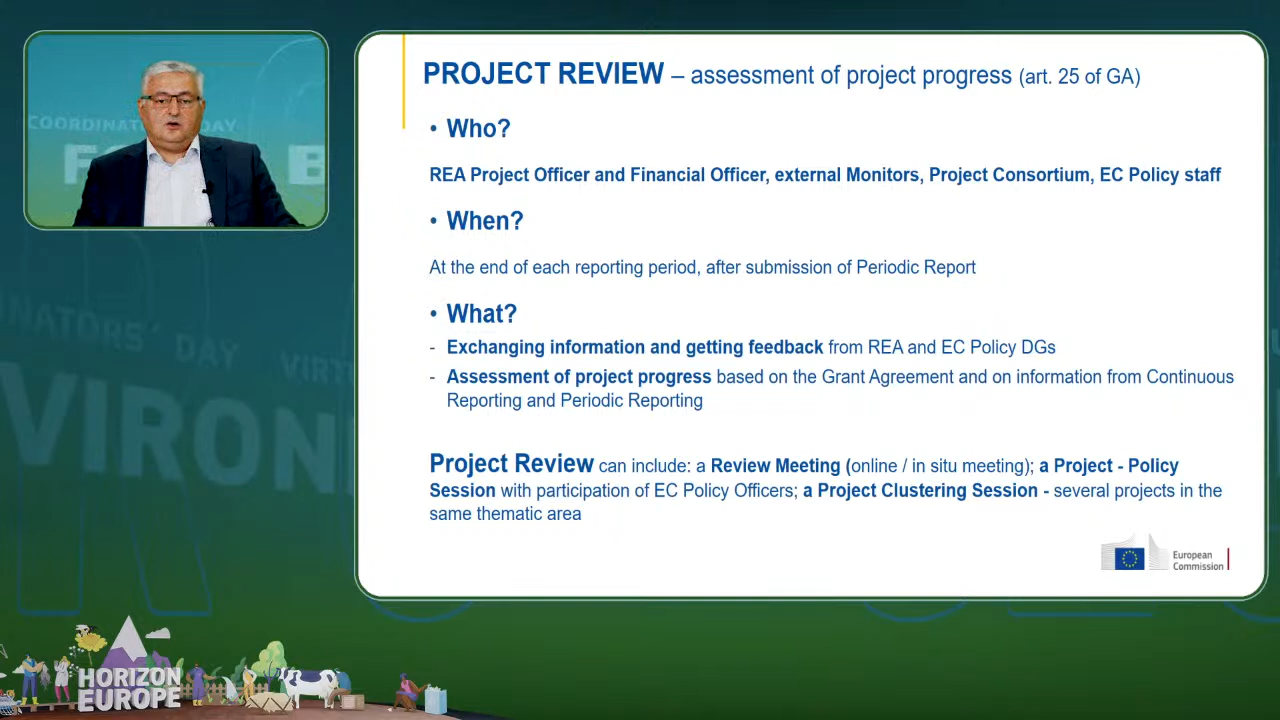 PROJECT REVIEW – assessment of project progress (art. 25 of GA)
• Who?
REA Project Officer and Financial Officer, external Monitors, Project Consortium, EC Policy staff
• When?
At the end of each reporting period, after submission of Periodic Report
• What?
- Exchanging information and getting feedback from REA and EC Policy DGs
- Assessment of project progress based on the Grant Agreement and on information from Continuous
Reporting and Periodic Reporting
Project Review can include: a Review Meeting (online / in situ meeting); a Project - Policy
Session with participation of EC Policy Officers; a Project Clustering Session - several projects in the
same thematic area
European
Commission
DAY
HORIZON
EUROPE